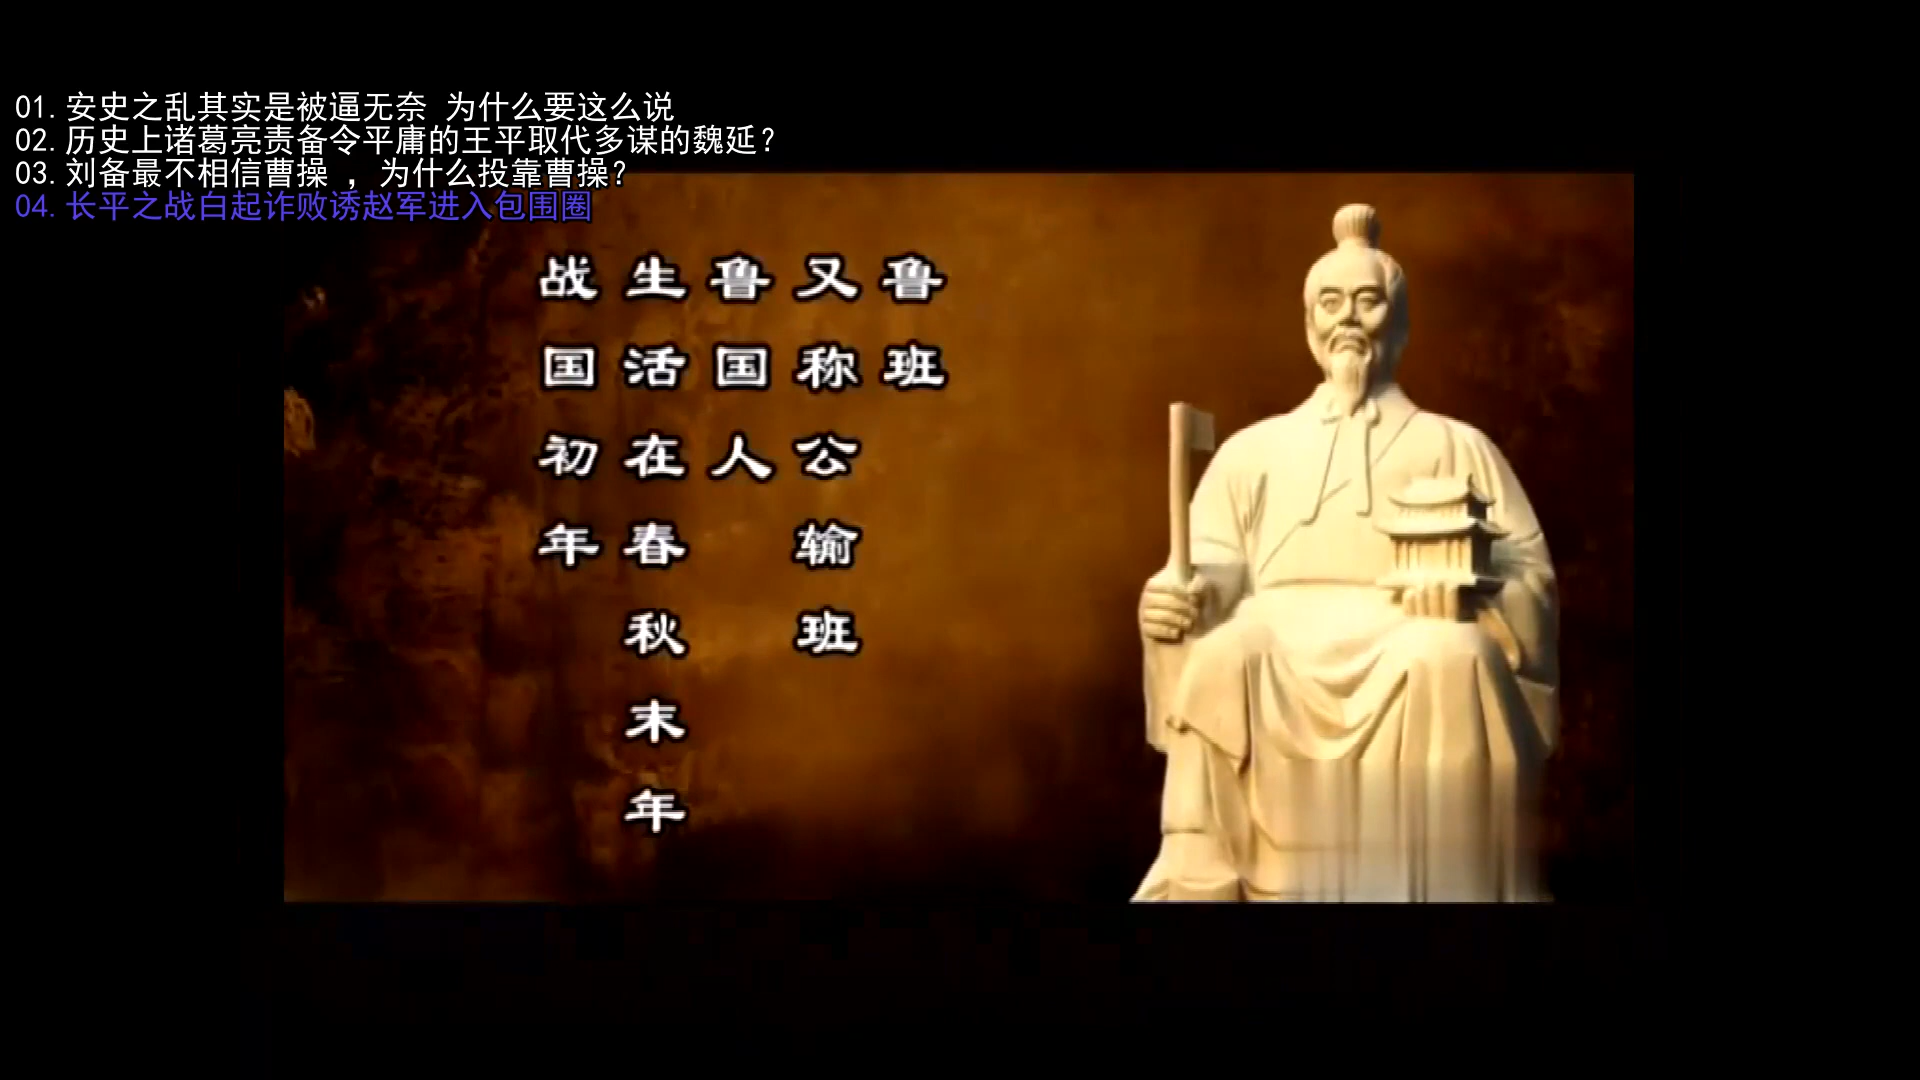 01. 安史之乱其实是被逼无奈 为什么要这么说
02. 历史上诸葛亮责备令平庸的王平取代多谋的魏延?
03. 刘备最不相信曹操 ，为什么投靠曹操?
04. 长平之战白起诈败诱赵军进入包围圈
鲁班
又称公输班
鲁国人
生活在春秋末年
战国初年